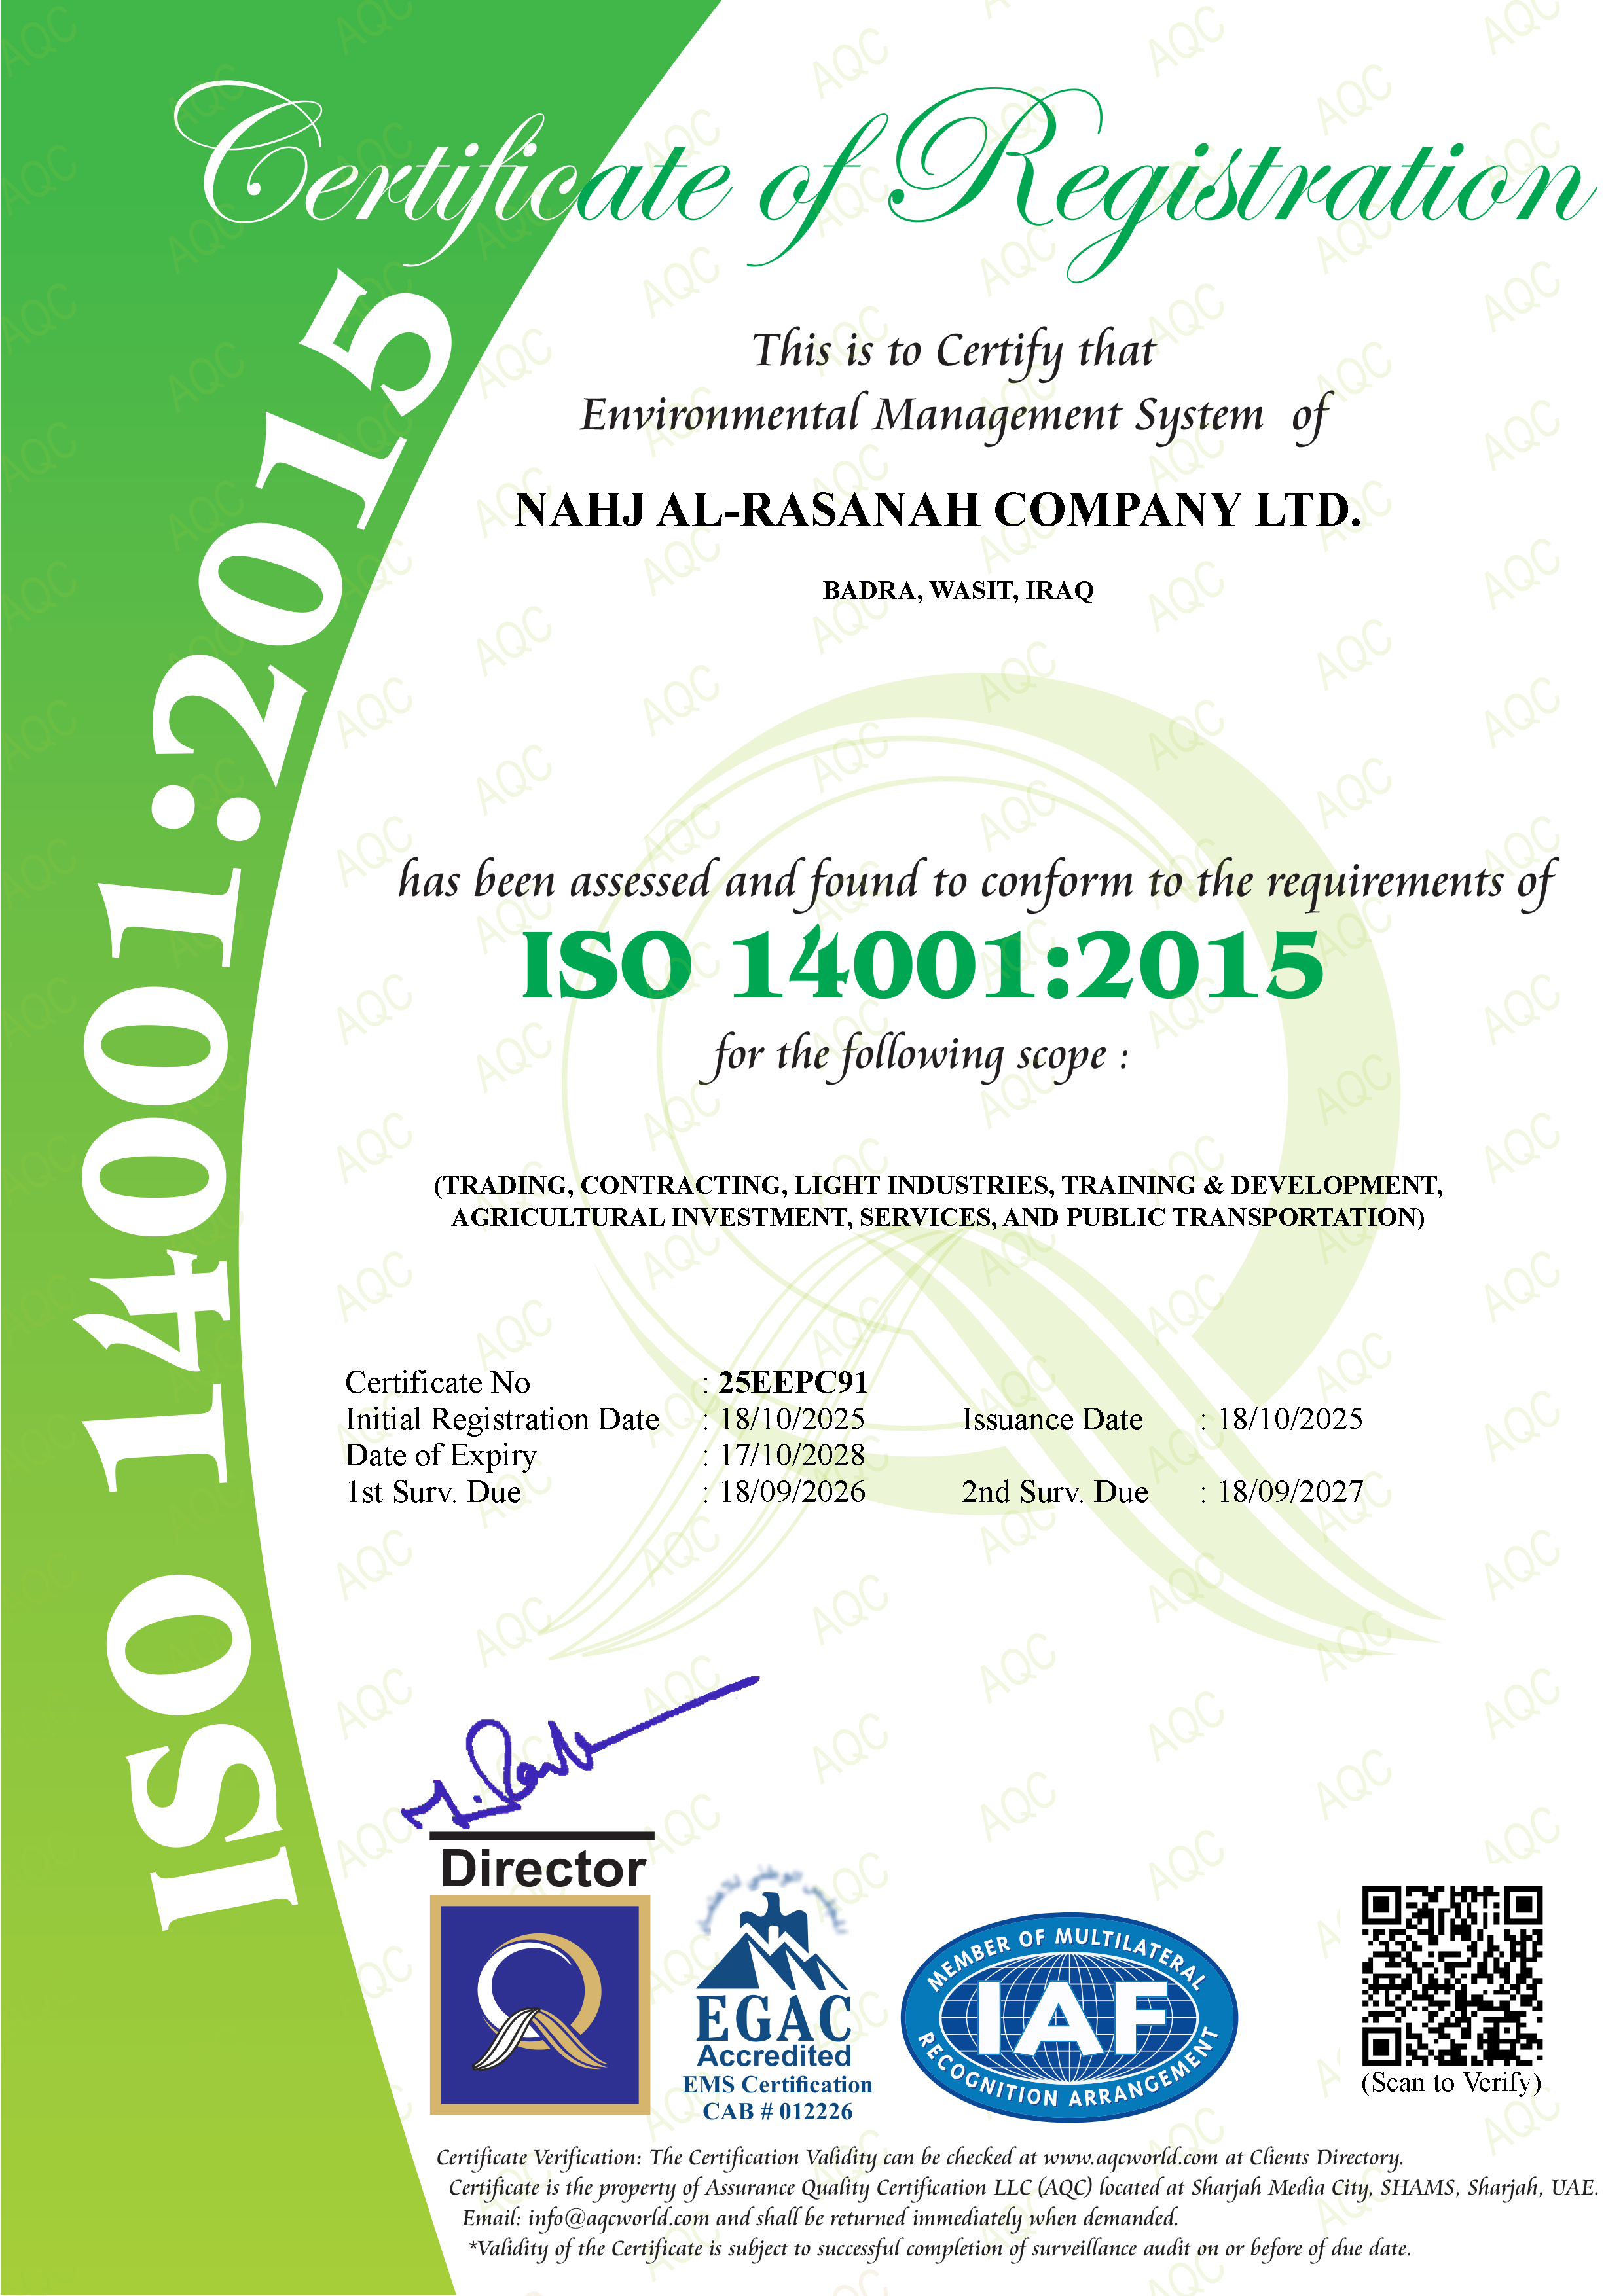 Certificate of Registration
ISO 14001:2015
This is to Certify that
Environmental Management System of
NAHJ AL-RASANAH COMPANY LTD.
BADRA, WASIT, IRAQ
has been assessed and found to conform to the requirements of
ISO 14001:2015
for the following scope :
(TRADING, CONTRACTING, LIGHT INDUSTRIES, TRAINING & DEVELOPMENT,
AGRICULTURAL INVESTMENT, SERVICES, AND PUBLIC TRANSPORTATION)
Certificate No : 25EEPC91
Initial Registration Date : 18/10/2025 Issuance Date : 18/10/2025
Date of Expiry : 17/10/2028
1st Surv. Due : 18/09/2026 2nd Surv. Due : 18/09/2027
Director
المجلس الوطني للاعتماد
EGAC
Accredited
EMS Certification
CAB # 012226
MEMBER OF MULTILATERAL
IAF
RECOGNITION ARRANGEMENT
(Scan to Verify)
Certificate Verification: The Certification Validity can be checked at www.aqcworld.com at Clients Directory.
Certificate is the property of Assurance Quality Certification LLC (AQC) located at Sharjah Media City, SHAMS, Sharjah, UAE.
Email: info@aqcworld.com and shall be returned immediately when demanded.
*Validity of the Certificate is subject to successful completion of surveillance audit on or before of due date.
AQC